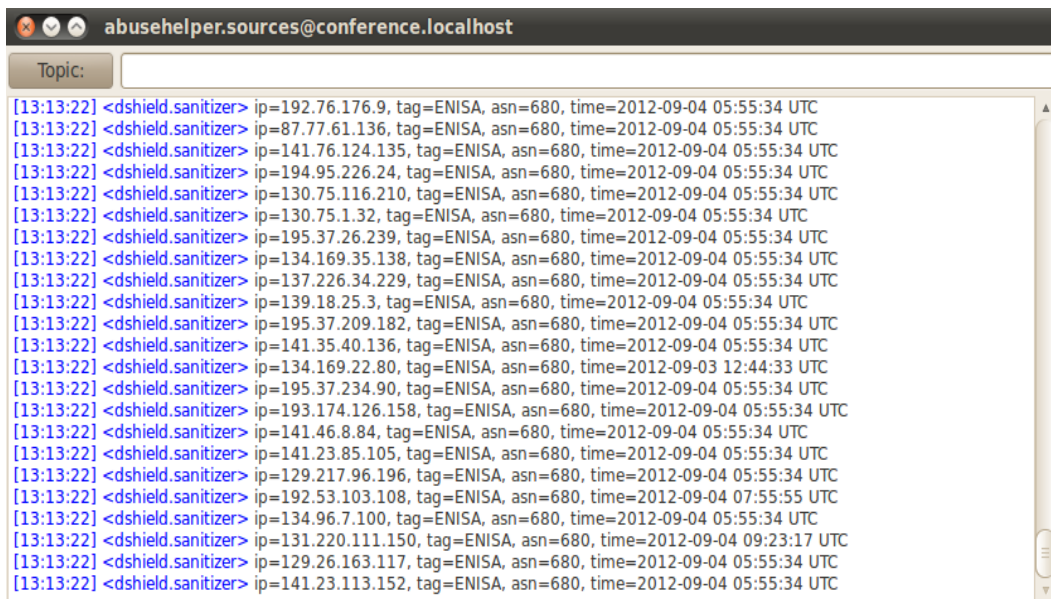 abusehelper.sources@conference.localhost
Topic:
[13:13:22] <dshield.sanitizer> ip=192.76.176.9, tag=ENISA, asn=680, time=2012-09-04 05:55:34 UTC
[13:13:22] <dshield.sanitizer> ip=87.77.61.136, tag=ENISA, asn=680, time=2012-09-04 05:55:34 UTC
[13:13:22] <dshield.sanitizer> ip=141.76.124.135, tag=ENISA, asn=680, time=2012-09-04 05:55:34 UTC
[13:13:22] <dshield.sanitizer> ip=194.95.226.24, tag=ENISA, asn=680, time=2012-09-04 05:55:34 UTC
[13:13:22] <dshield.sanitizer> ip=130.75.116.210, tag=ENISA, asn=680, time=2012-09-04 05:55:34 UTC
[13:13:22] <dshield.sanitizer> ip=130.75.1.32, tag=ENISA, asn=680, time=2012-09-04 05:55:34 UTC
[13:13:22] <dshield.sanitizer> ip=195.37.26.239, tag=ENISA, asn=680, time=2012-09-04 05:55:34 UTC
[13:13:22] <dshield.sanitizer> ip=134.169.35.138, tag=ENISA, asn=680, time=2012-09-04 05:55:34 UTC
[13:13:22] <dshield.sanitizer> ip=137.226.34.229, tag=ENISA, asn=680, time=2012-09-04 05:55:34 UTC
[13:13:22] <dshield.sanitizer> ip=139.18.25.3, tag=ENISA, asn=680, time=2012-09-04 05:55:34 UTC
[13:13:22] <dshield.sanitizer> ip=195.37.209.182, tag=ENISA, asn=680, time=2012-09-04 05:55:34 UTC
[13:13:22] <dshield.sanitizer> ip=141.35.40.136, tag=ENISA, asn=680, time=2012-09-04 05:55:34 UTC
[13:13:22] <dshield.sanitizer> ip=134.169.22.80, tag=ENISA, asn=680, time=2012-09-03 12:44:33 UTC
[13:13:22] <dshield.sanitizer> ip=195.37.234.90, tag=ENISA, asn=680, time=2012-09-04 05:55:34 UTC
[13:13:22] <dshield.sanitizer> ip=193.174.126.158, tag=ENISA, asn=680, time=2012-09-04 05:55:34 UTC
[13:13:22] <dshield.sanitizer> ip=141.46.8.84, tag=ENISA, asn=680, time=2012-09-04 05:55:34 UTC
[13:13:22] <dshield.sanitizer> ip=141.23.85.105, tag=ENISA, asn=680, time=2012-09-04 05:55:34 UTC
[13:13:22] <dshield.sanitizer> ip=129.217.96.196, tag=ENISA, asn=680, time=2012-09-04 05:55:34 UTC
[13:13:22] <dshield.sanitizer> ip=192.53.103.108, tag=ENISA, asn=680, time=2012-09-04 07:55:55 UTC
[13:13:22] <dshield.sanitizer> ip=134.96.7.100, tag=ENISA, asn=680, time=2012-09-04 05:55:34 UTC
[13:13:22] <dshield.sanitizer> ip=131.220.111.150, tag=ENISA, asn=680, time=2012-09-04 09:23:17 UTC
[13:13:22] <dshield.sanitizer> ip=129.26.163.117, tag=ENISA, asn=680, time=2012-09-04 05:55:34 UTC
[13:13:22] <dshield.sanitizer> ip=141.23.113.152, tag=ENISA, asn=680, time=2012-09-04 05:55:34 UTC